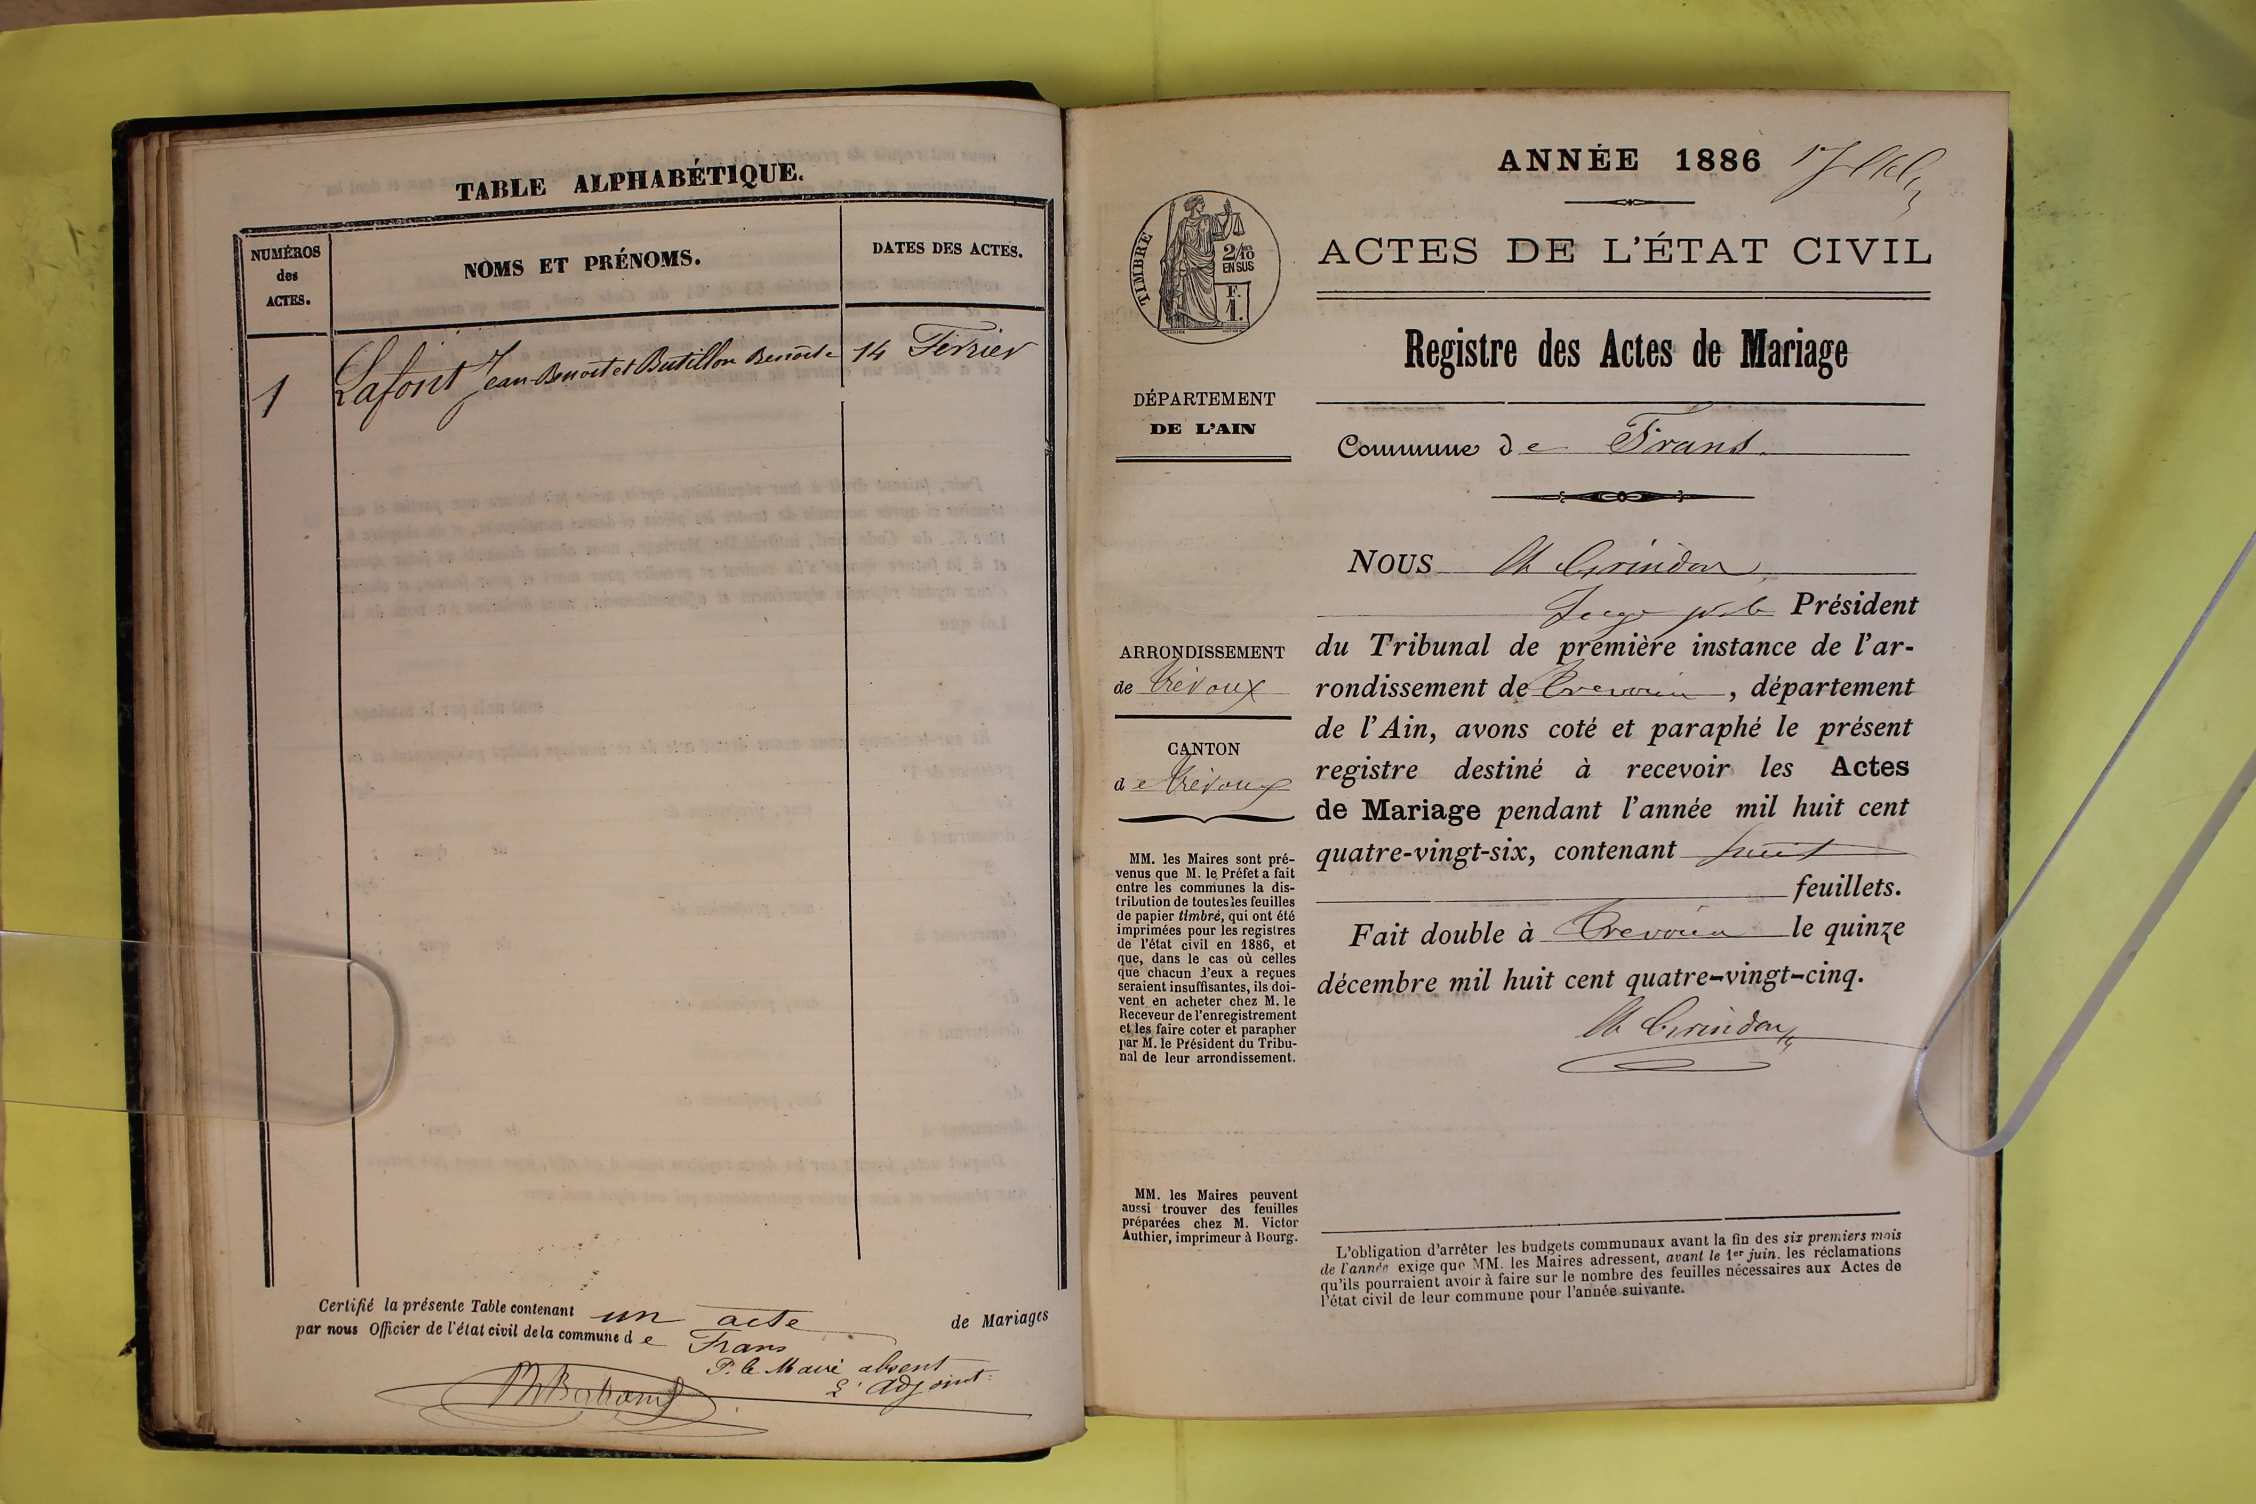 TABLE ALPHABÉTIQUE.
NUMÉROS
des
ACTES.
NOMS ET PRÉNOMS.
DATES DES ACTES.
1
Lafont Jean-Benoit et Butillon Benoite
14 Fevrier
Certifié la présente Table contenant un acte de Mariages
par nous Officier de l'état civil de la commune de Frans
P. le Maire absent
L'adjoint
ANNÉE 1886
ACTES DE L'ÉTAT CIVIL
TIMBRE
2/10
EN SUS
F.
1.
Registre des Actes de Mariage
DÉPARTEMENT
DE L'AIN
Commune de Frans
NOUS Ch Grindon
Juge pr le Président
du Tribunal de première instance de l'ar-
rondissement de Trevoux, département
de l'Ain, avons coté et paraphé le présent
registre destiné à recevoir les Actes
de Mariage pendant l'année mil huit cent
quatre-vingt-six, contenant huit
feuillets.
Fait double à Trevoux le quinze
décembre mil huit cent quatre-vingt-cinq.
Ch Grindon
ARRONDISSEMENT
de Trévoux
CANTON
de Trévoux
MM. les Maires sont pré-
venus que M. le Préfet a fait
entre les communes la dis-
tribution de toutes les feuilles
de papier timbré, qui ont été
imprimées pour les registres
de l'état civil en 1886, et
que, dans le cas où celles
que chacun d'eux a reçues
seraient insuffisantes, ils doi-
vent en acheter chez M. le
Receveur de l'enregistrement
et les faire coter et parapher
par M. le Président du Tribu-
nal de leur arrondissement.
MM. les Maires peuvent
aussi trouver des feuilles
préparées chez M. Victor
Authier, imprimeur à Bourg.
L'obligation d'arrêter les budgets communaux avant la fin des six premiers mois
de l'année exige que MM. les Maires adressent, avant le 1er juin. les réclamations
qu'ils pourraient avoir à faire sur le nombre des feuilles nécessaires aux Actes de
l'état civil de leur commune pour l'année suivante.